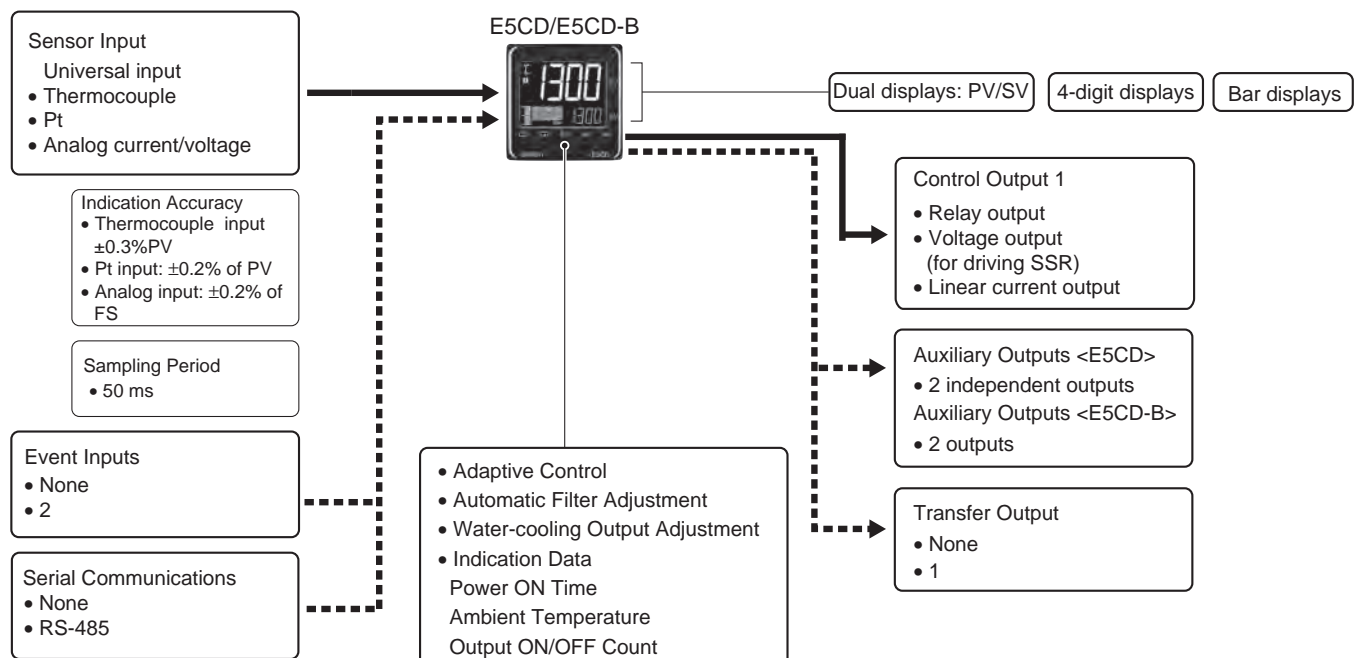 E5CD/E5CD-B
Sensor Input
Universal input
• Thermocouple
• Pt
• Analog current/voltage
Indication Accuracy
• Thermocouple input
±0.3%PV
• Pt input: ±0.2% of PV
• Analog input: ±0.2% of
FS
Sampling Period
• 50 ms
Event Inputs
• None
• 2
Serial Communications
• None
• RS-485
1300
1300
Dual displays: PV/SV
4-digit displays
Bar displays
• Adaptive Control
• Automatic Filter Adjustment
• Water-cooling Output Adjustment
• Indication Data
Power ON Time
Ambient Temperature
Output ON/OFF Count
Control Output 1
• Relay output
• Voltage output
(for driving SSR)
• Linear current output
Auxiliary Outputs <E5CD>
• 2 independent outputs
Auxiliary Outputs <E5CD-B>
• 2 outputs
Transfer Output
• None
• 1